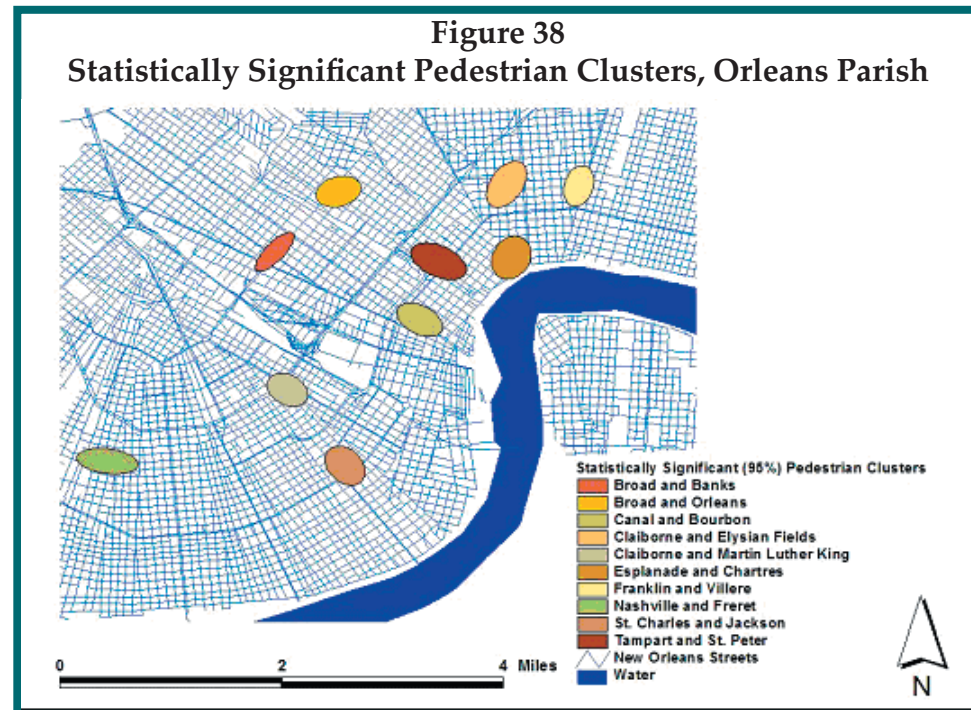 Figure 38
Statistically Significant Pedestrian Clusters, Orleans Parish
Statistically Significant (95%) Pedestrian Clusters
Broad and Banks
Broad and Orleans
Canal and Bourbon
Claiborne and Elysian Fields
Claiborne and Martin Luther King
Esplanade and Chartres
Franklin and Villere
Nashville and Freret
St. Charles and Jackson
Tampart and St. Peter
New Orleans Streets
Water
0 2 4 Miles
N